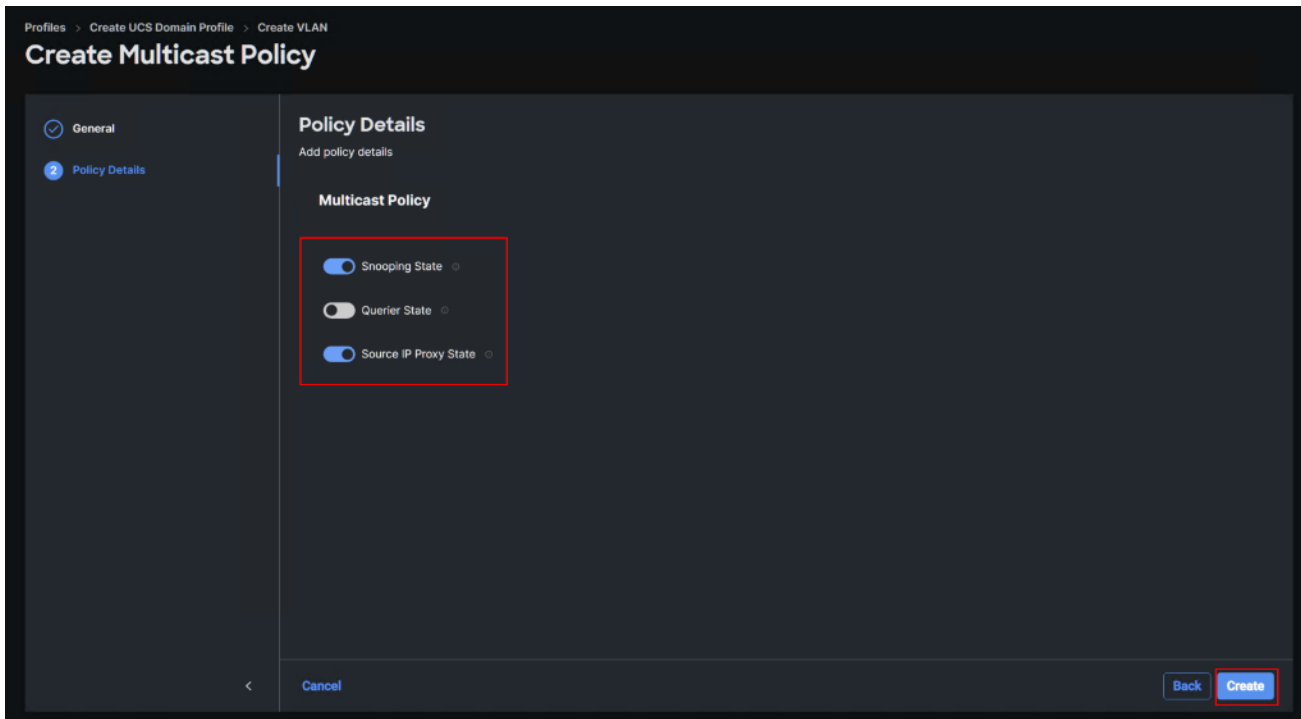 Profiles > Create UCS Domain Profile > Create VLAN
Create Multicast Policy
General
2 Policy Details
Policy Details
Add policy details
Multicast Policy
Snooping State
Querier State
Source IP Proxy State
< Cancel Back Create